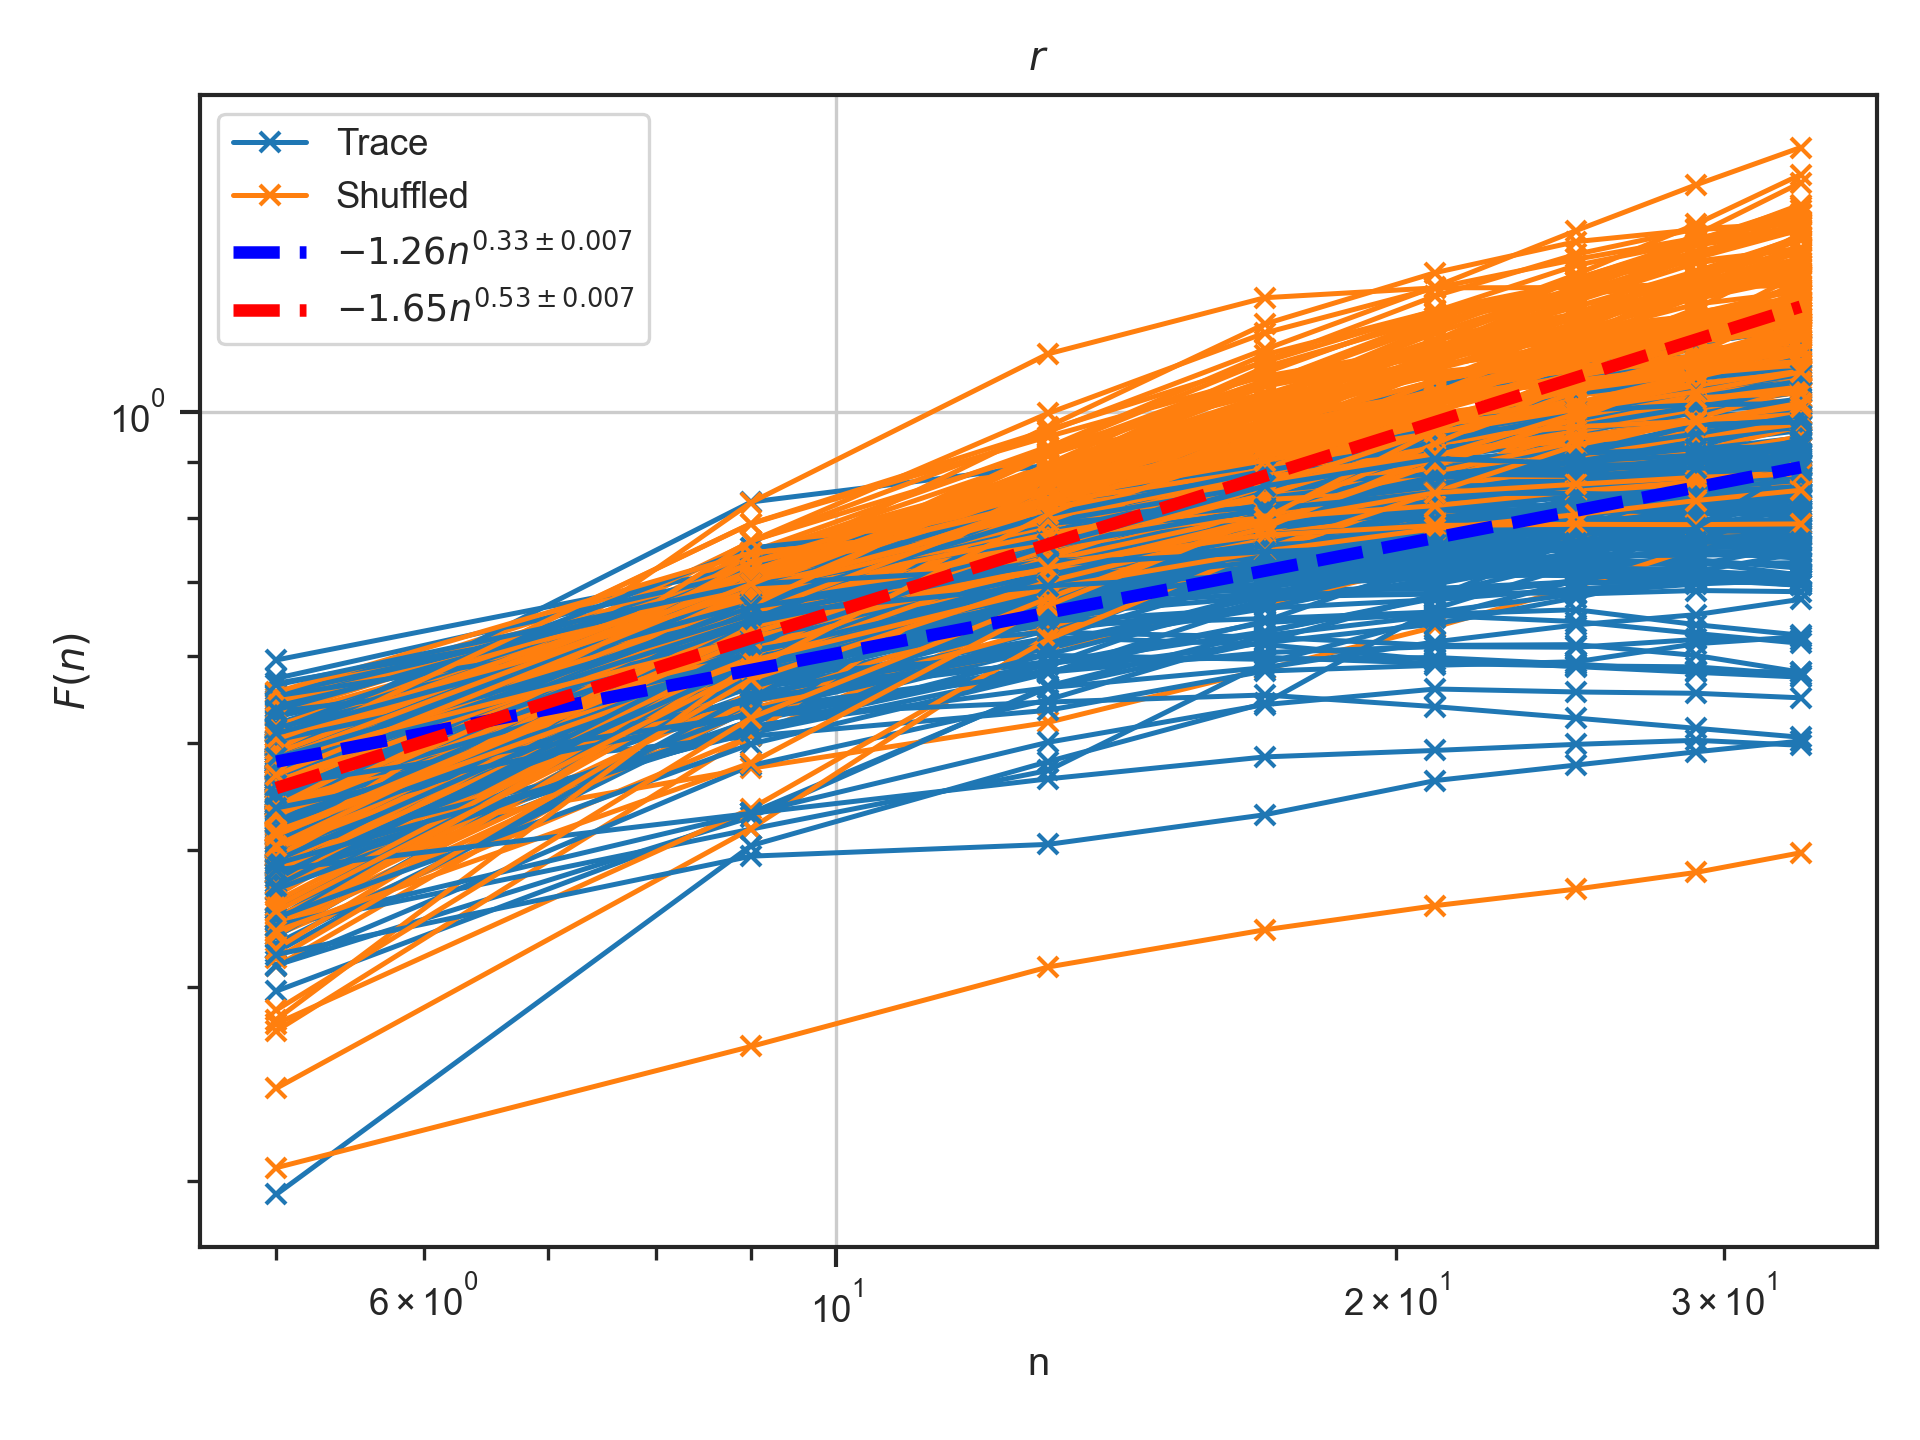 r
Trace
Shuffled
−1.26n^{0.33±0.007}
−1.65n^{0.53±0.007}
10^0
F(n)
6×10^0
10^1
2×10^1
3×10^1
n